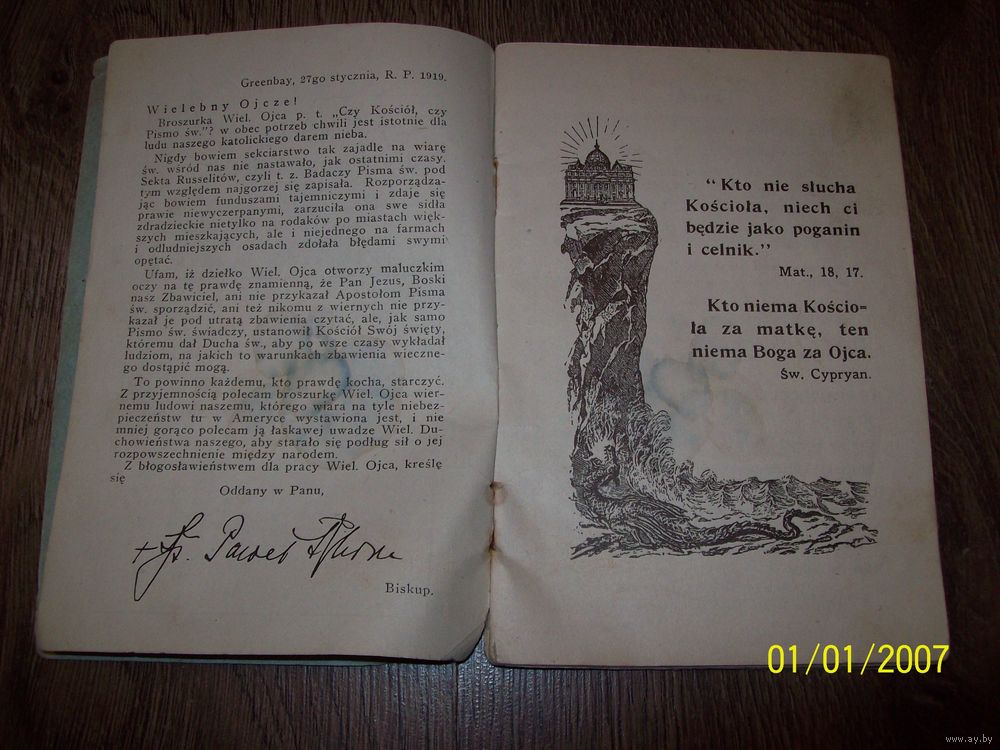 Greenbay, 27go stycznia, R. P. 1919.
Wielebny Ojcze!
Broszurka Wiel. Ojca p. t. „Czy Kościół, czy
Pismo św."? w obec potrzeb chwili jest istotnie dla
ludu naszego katolickiego darem nieba.
Nigdy bowiem sekciarstwo tak zajadle na wiarę
św. wśród nas nie nastawało, jak ostatnimi czasy.
Sekta Russelitów, czyli t. z. Badaczy Pisma św. pod
tym względem najgorzej się zapisała. Rozporządza-
jąc bowiem funduszami tajemniczymi i zdaje się
prawie niewyczerpanymi, zarzuciła ona swe sidła
zdradzieckie nietylko na rodaków po miastach więk-
szych mieszkających, ale i niejednego na farmach
i odludniejszych osadach zdołała błędami swymi
opętać.
Ufam, iż dziełko Wiel. Ojca otworzy maluczkim
oczy na tę prawdę znamienną, że Pan Jezus, Boski
nasz Zbawiciel, ani nie przykazał Apostołom Pisma
św. sporządzić, ani też nikomu z wiernych nie przy-
kazał je pod utratą zbawienia czytać, ale, jak samo
Pismo św. świadczy, ustanowił Kościół Swój święty,
któremu dał Ducha św., aby po wsze czasy wykładał
ludziom, na jakich to warunkach zbawienia wieczne-
go dostąpić mogą.
To powinno każdemu, kto prawdę kocha, starczyć.
Z przyjemnością polecam broszurkę Wiel. Ojca wier-
nemu ludowi naszemu, którego wiara na tyle niebez-
pieczeństw tu w Ameryce wystawiona jest, i nie
mniej gorąco polecam ją łaskawej uwadze Wiel. Du-
chowieństwa naszego, aby starało się podług sił o jej
rozpowszechnienie między narodem.
Z błogosławieństwem dla pracy Wiel. Ojca, kreślę
się
Oddany w Panu,
Paweł
Biskup.
"Kto nie slucha
Kościola, niech ci
będzie jako poganin
i celnik."
Mat., 18, 17.
Kto niema Kościo-
ła za matkę, ten
niema Boga za Ojca.
Św. Cypryan.
01/01/2007
www.ay.by